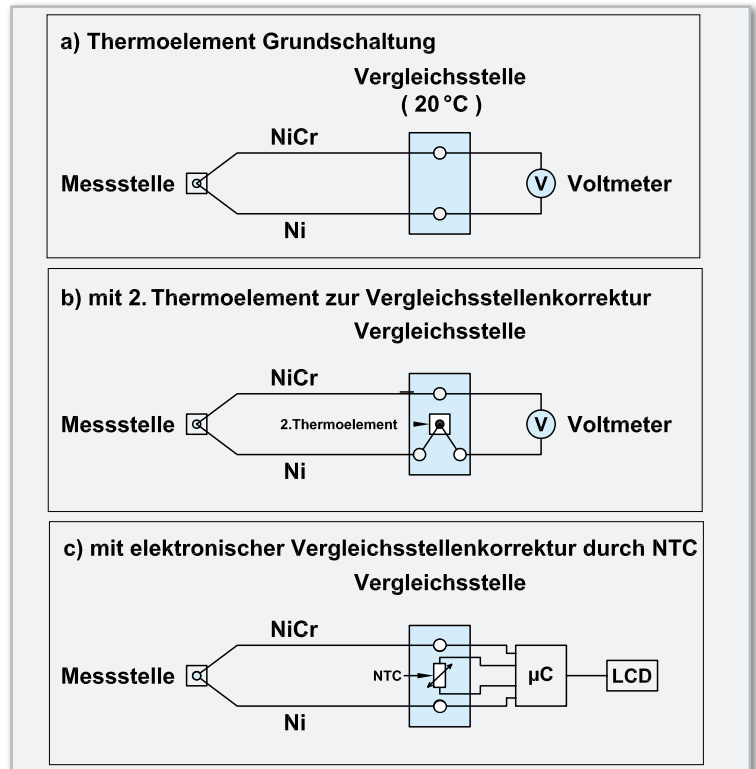 a) Thermoelement Grundschaltung
Vergleichsstelle
( 20 °C )
NiCr
Messstelle
V
Voltmeter
Ni
b) mit 2. Thermoelement zur Vergleichsstellenkorrektur
Vergleichsstelle
NiCr
Messstelle
2.Thermoelement
V
Voltmeter
Ni
c) mit elektronischer Vergleichsstellenkorrektur durch NTC
Vergleichsstelle
NiCr
Messstelle
NTC
µC
LCD
Ni